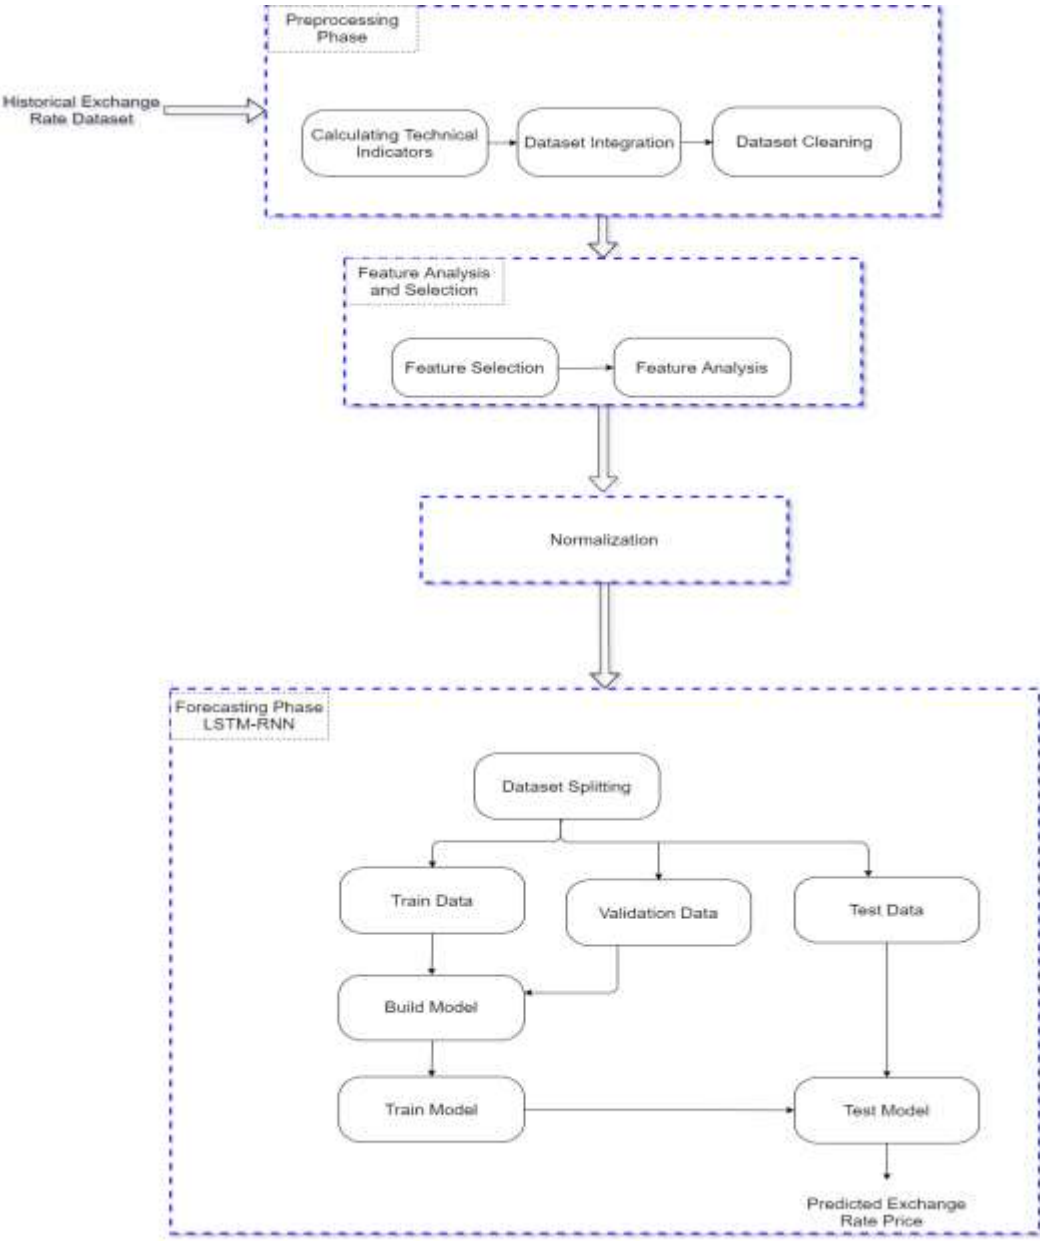 Preprocessing
Phase
Historical Exchange
Rate Dataset
Calculating Technical
Indicators
Dataset Integration
Dataset Cleaning
Feature Analysis
and Selection
Feature Selection
Feature Analysis
Normalization
Forecasting Phase
LSTM-RNN
Dataset Splitting
Train Data
Validation Data
Test Data
Build Model
Train Model
Test Model
Predicted Exchange
Rate Price